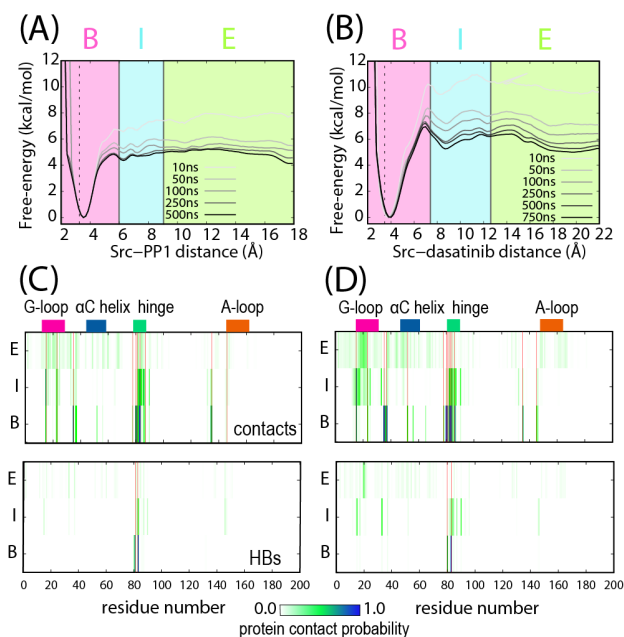 (A)
B I E
Free-energy (kcal/mol)
12
10
8
6
4
2
0
10ns
50ns
100ns
250ns
500ns
2 4 6 8 10 12 14 16 18
Src-PP1 distance (Å)
(B)
B I E
Free-energy (kcal/mol)
12
10
8
6
4
2
0
10ns
50ns
100ns
250ns
500ns
750ns
2 4 6 8 10 12 14 16 18 20 22
Src-dasatinib distance (Å)
(C)
G-loop αC helix hinge A-loop
E
I
B
contacts
E
I
B
HBs
0 20 40 60 80 100 120 140 160 180 200
residue number
(D)
G-loop αC helix hinge A-loop
E
I
B
contacts
E
I
B
HBs
0 20 40 60 80 100 120 140 160 180 200
residue number
0.0 1.0
protein contact probability